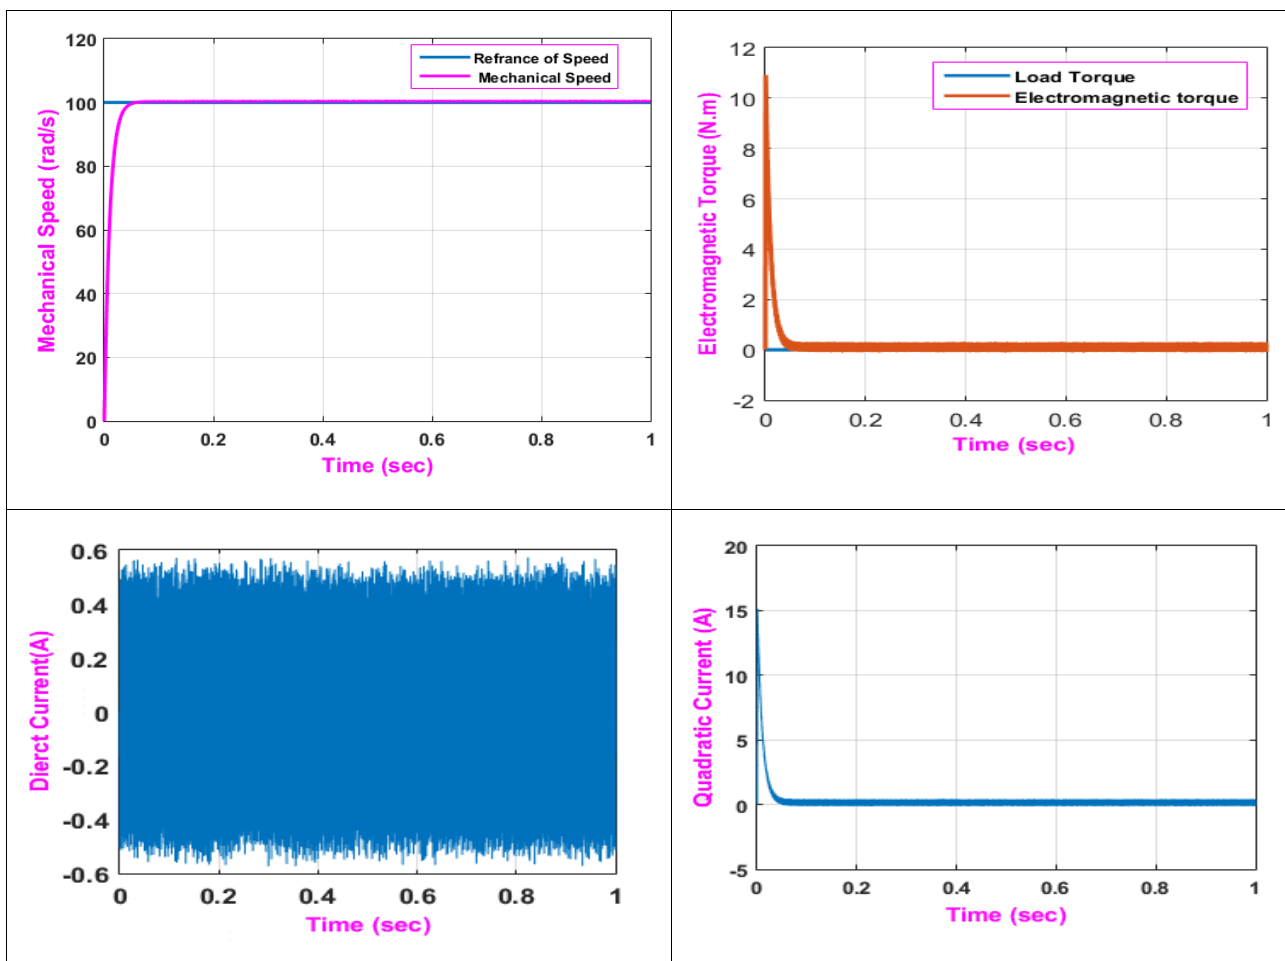 120
100
80
60
40
20
0
Mechanical Speed (rad/s)
Refrance of Speed
Mechanical Speed
0 0.2 0.4 0.6 0.8 1
Time (sec)
12
10
8
6
4
2
0
-2
Electromagnetic Torque (N.m)
Load Torque
Electromagnetic torque
0 0.2 0.4 0.6 0.8 1
Time (sec)
0.6
0.4
0.2
0
-0.2
-0.4
-0.6
Dierct Current(A)
0 0.2 0.4 0.6 0.8 1
Time (sec)
20
15
10
5
0
-5
Quadratic Current (A)
0 0.2 0.4 0.6 0.8 1
Time (sec)